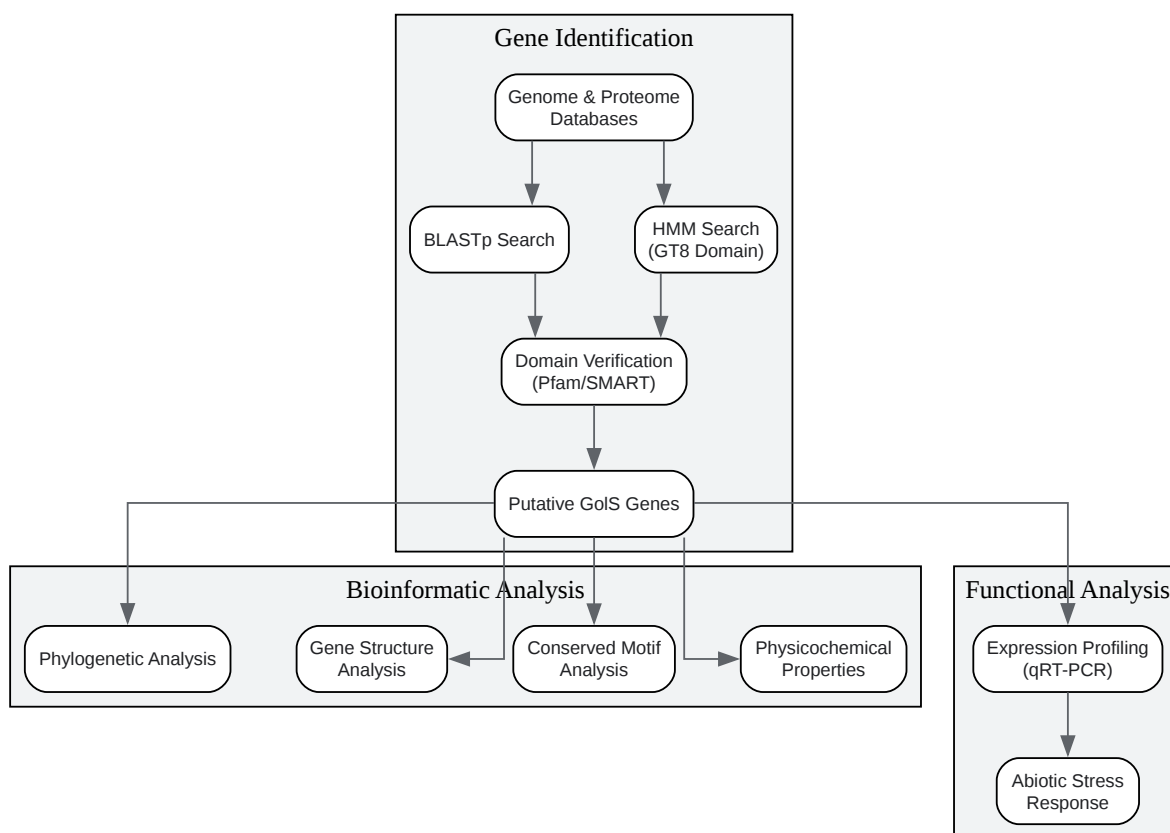 Gene Identification
Genome & Proteome
Databases
BLASTp Search
HMM Search
(GT8 Domain)
Domain Verification
(Pfam/SMART)
Putative GolS Genes
Bioinformatic Analysis
Functional Analysis
Phylogenetic Analysis
Gene Structure
Analysis
Conserved Motif
Analysis
Physicochemical
Properties
Expression Profiling
(qRT-PCR)
Abiotic Stress
Response